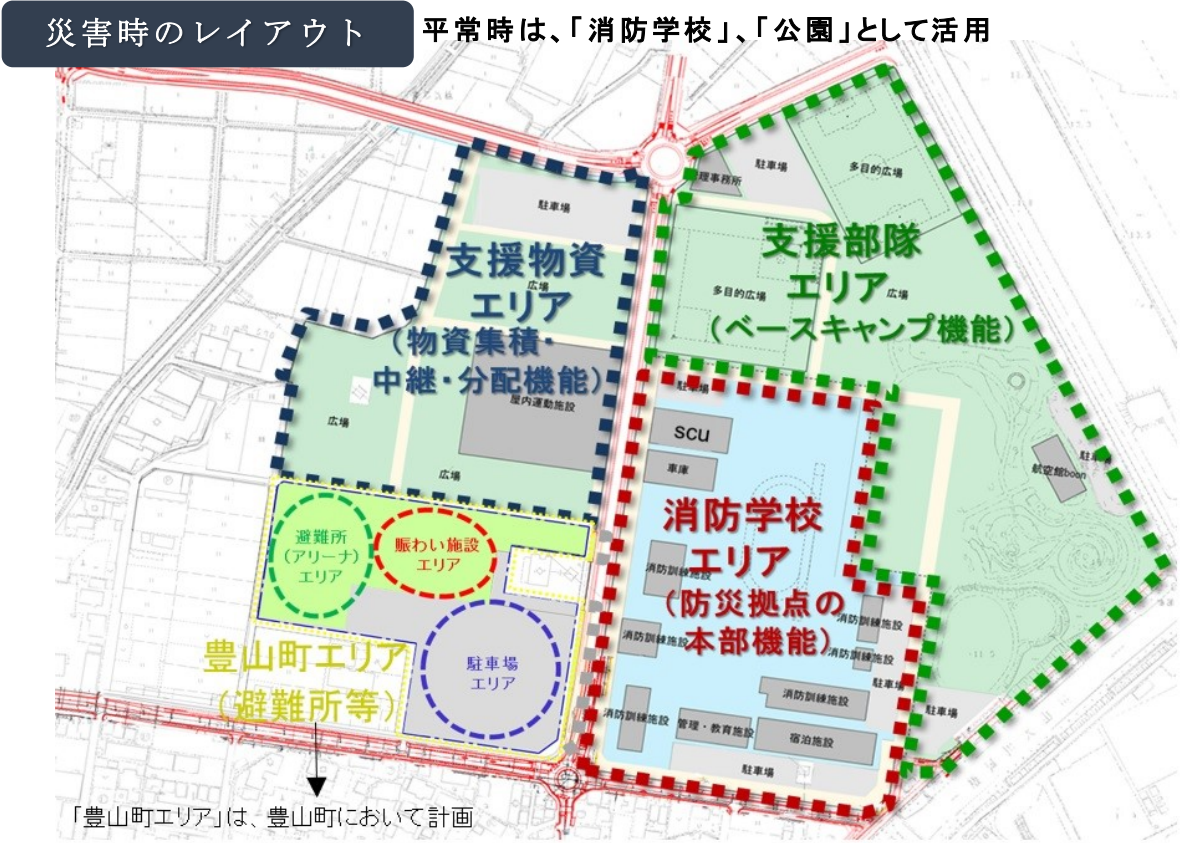 災害時のレイアウト
平常時は、「消防学校」、「公園」として活用
駐車場
理事務所
多目的広場
駐車場
支援物資
エリア
広場
(物資集積・
中継・分配機能)
屋内運動施設
広場
広場
支援部隊
エリア
多目的広場
広場
(ベースキャンプ機能)
駐車場
scu
車庫
航空館boon
駐車
消防学校
エリア
(防災拠点の
本部機能)
消防訓練施設
消防訓練施設
消防訓練施設
消防訓練施設
駐車場
駐車場
消防訓練施設
消防訓練施設
管理・教育施設
宿泊施設
駐車場
避難所
(アリーナ)
エリア
賑わい施設
エリア
駐車場
エリア
豊山町エリア
(避難所等)
「豊山町エリア」は、豊山町において計画